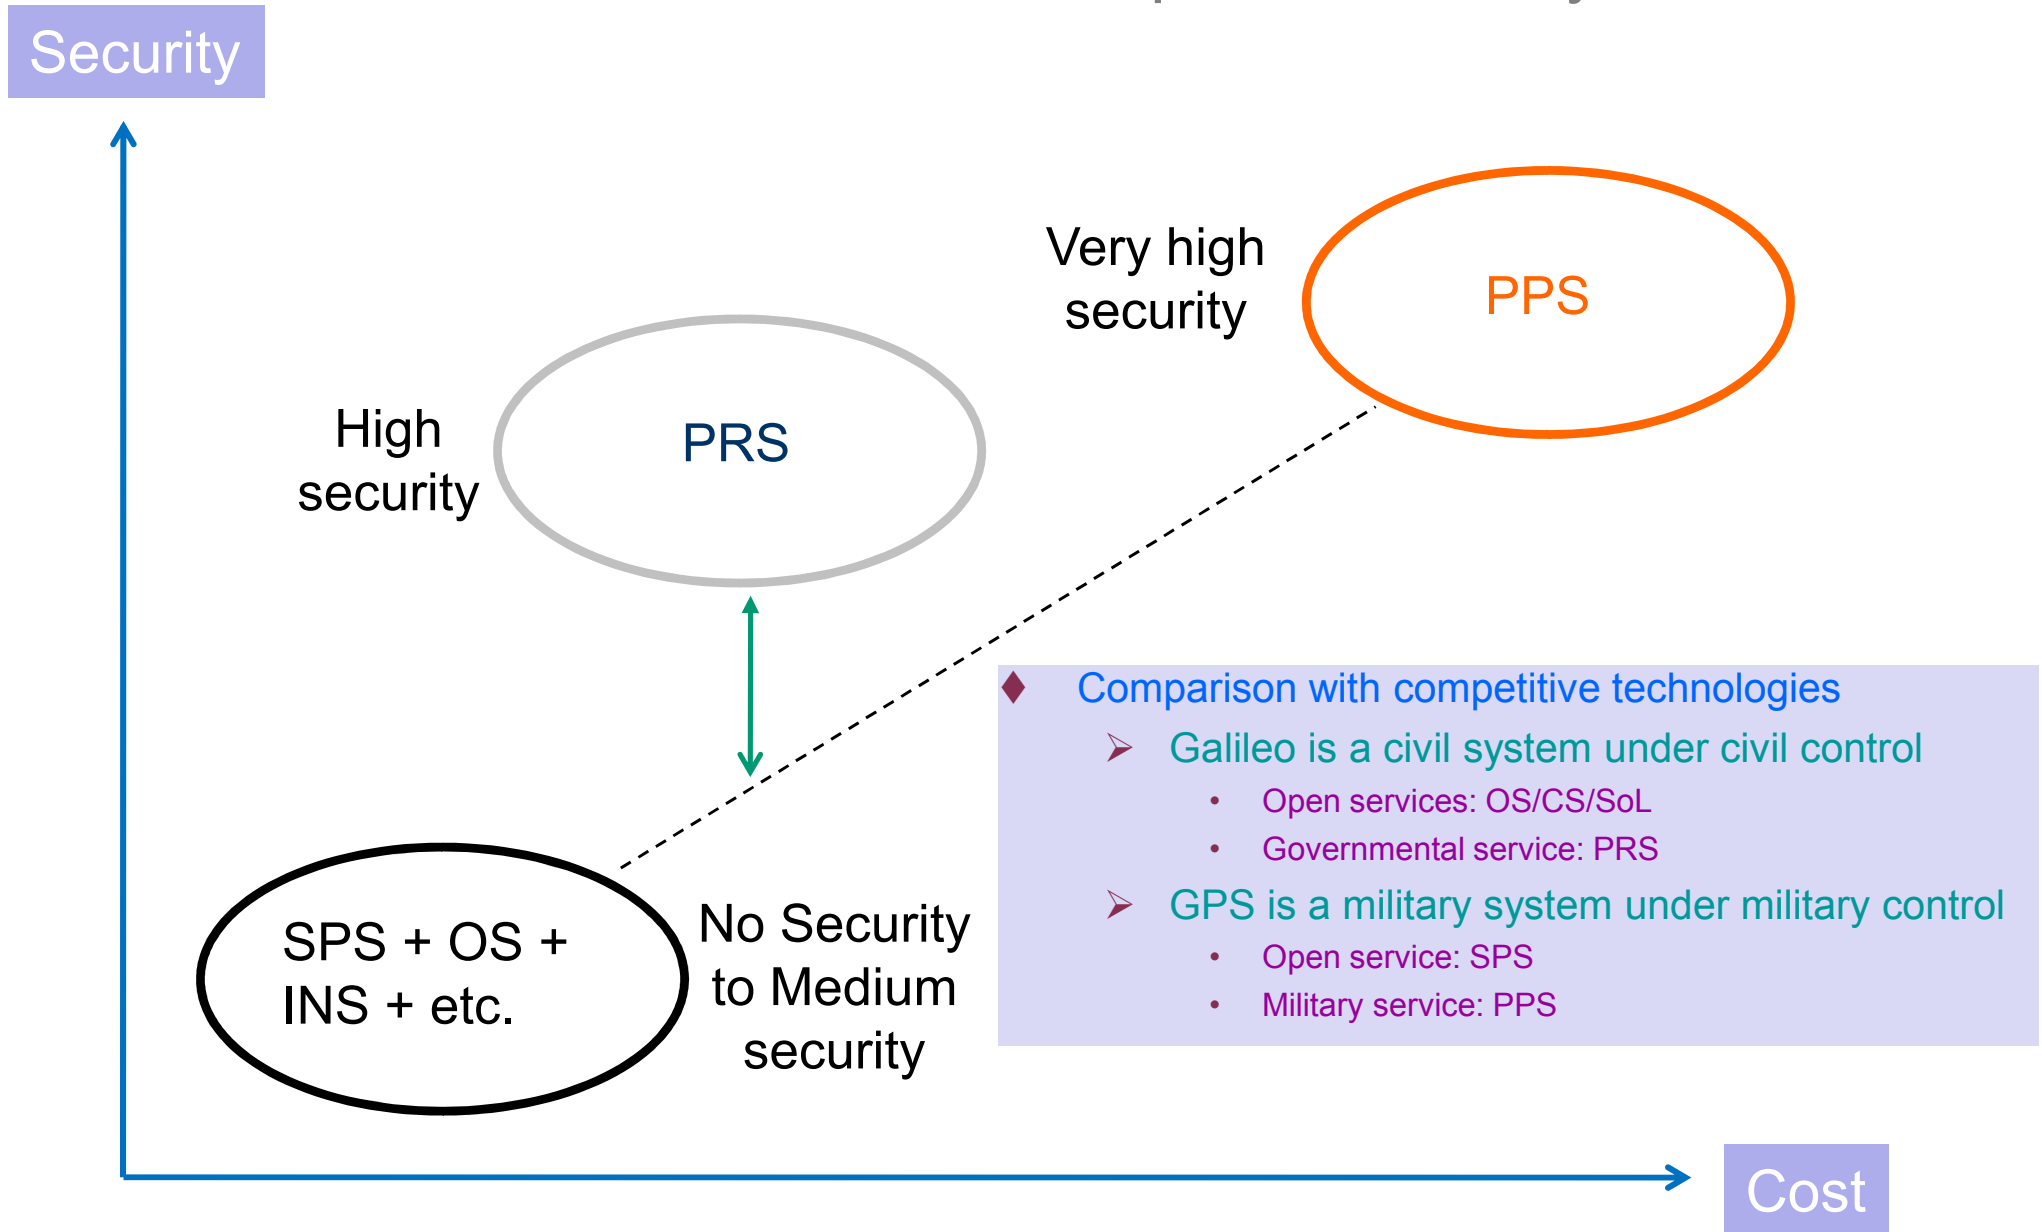 Security
Very high
security
PPS
High
security
PRS
Comparison with competitive technologies
Galileo is a civil system under civil control
Open services: OS/CS/SoL
Governmental service: PRS
GPS is a military system under military control
Open service: SPS
Military service: PPS
SPS + OS +
INS + etc.
No Security
to Medium
security
Cost